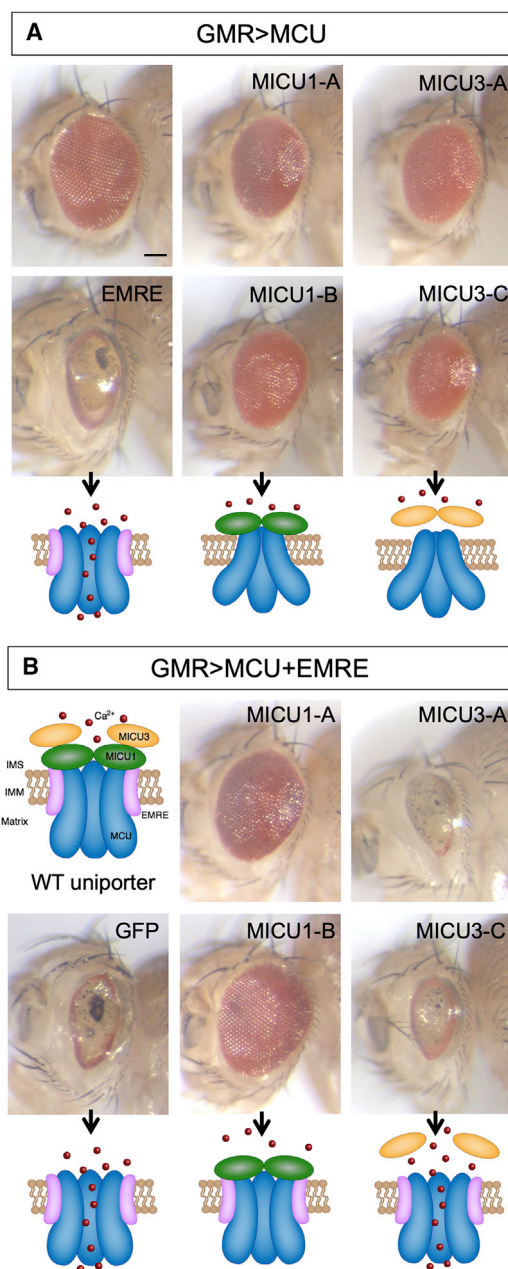 A
GMR>MCU
MICU1-A
MICU3-A
EMRE
MICU1-B
MICU3-C
B
GMR>MCU+EMRE
Ca2+
MICU3
MICU1
IMS
IMM
Matrix
EMRE
MCU
WT uniporter
MICU1-A
MICU3-A
GFP
MICU1-B
MICU3-C